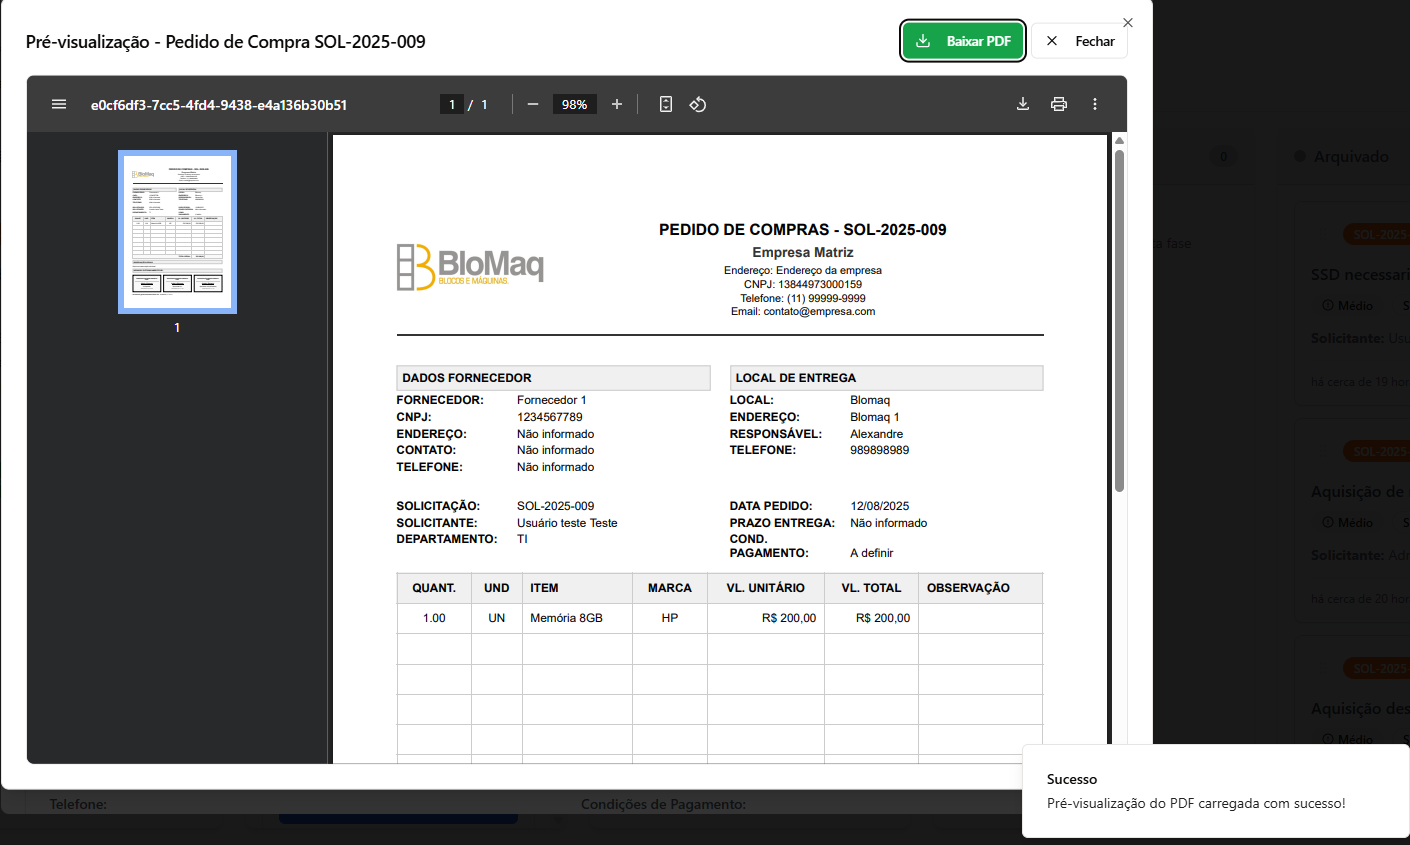 Pré-visualização - Pedido de Compra SOL-2025-009
Baixar PDF
Fechar
e0cf6df3-7cc5-4fd4-9438-e4a136b30b51
1 / 1
98%
1
BloMaq
BLOCOS E MÁQUINAS
PEDIDO DE COMPRAS - SOL-2025-009
Empresa Matriz
Endereço: Endereço da empresa
CNPJ: 13844973000159
Telefone: (11) 99999-9999
Email: contato@empresa.com
DADOS FORNECEDOR
FORNECEDOR: Fornecedor 1
CNPJ: 1234567789
ENDEREÇO: Não informado
CONTATO: Não informado
TELEFONE: Não informado
LOCAL DE ENTREGA
LOCAL: Blomaq
ENDEREÇO: Blomaq 1
RESPONSÁVEL: Alexandre
TELEFONE: 989898989
SOLICITAÇÃO: SOL-2025-009
SOLICITANTE: Usuário teste Teste
DEPARTAMENTO: TI
DATA PEDIDO: 12/08/2025
PRAZO ENTREGA: Não informado
COND.
PAGAMENTO: A definir
QUANT. UND ITEM MARCA VL. UNITÁRIO VL. TOTAL OBSERVAÇÃO
1.00 UN Memória 8GB HP R$ 200,00 R$ 200,00
0
Arquivado
fase
SOL-2025
SSD necessari
Médio
Solicitante: Usu
há cerca de 19 hor
SOL-2025
Aquisição de
Médio
Solicitante: Adr
há cerca de 20 hor
SOL-2025
Aquisição des
Médio
Telefone:
Condições de Pagamento:
Sucesso
Pré-visualização do PDF carregada com sucesso!